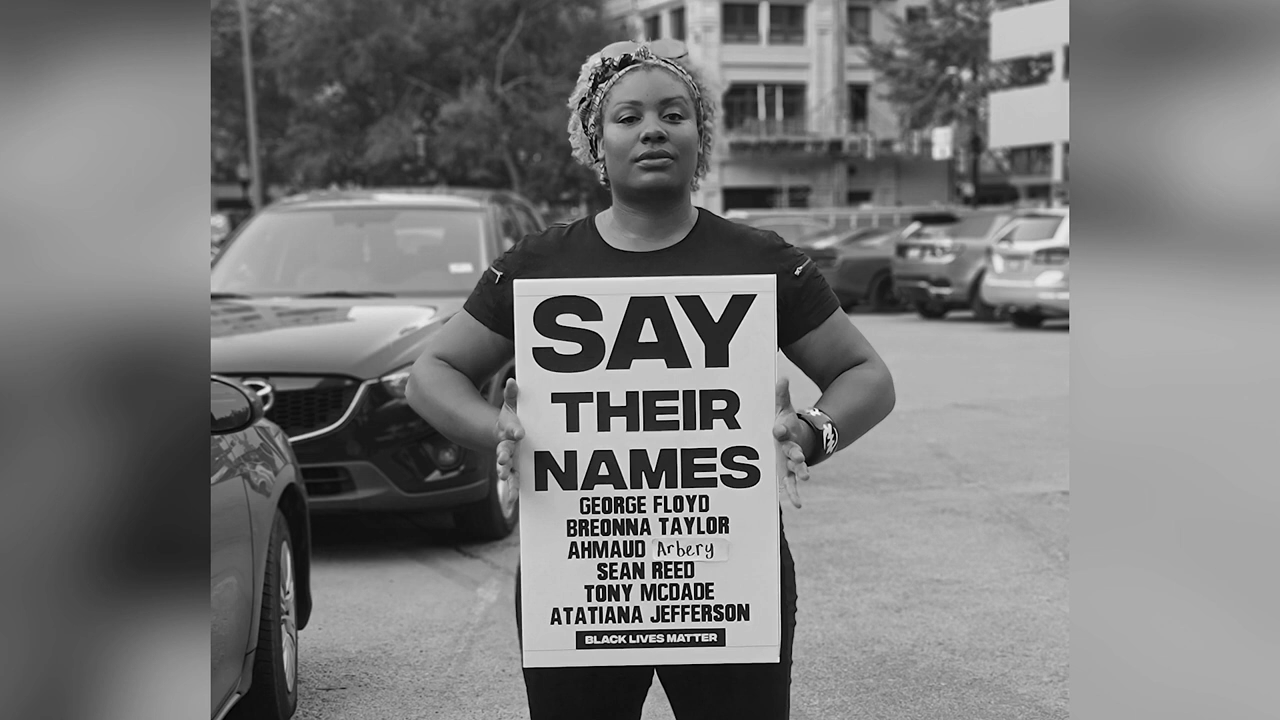 SAY
THEIR
NAMES
GEORGE FLOYD
BREONNA TAYLOR
AHMAUD Arbery
SEAN REED
TONY MCDADE
ATATIANA JEFFERSON
BLACK LIVES MATTER